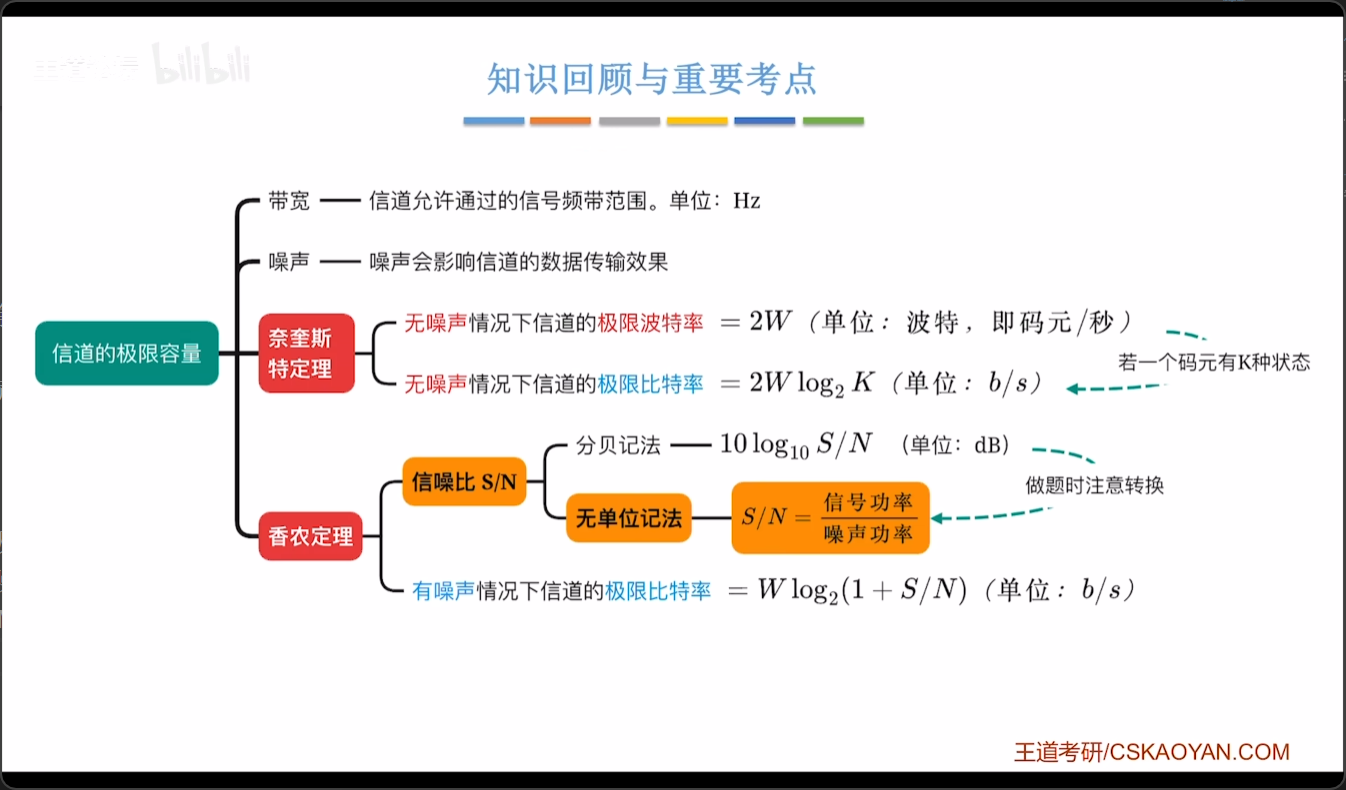 bilibili
知识回顾与重要考点
带宽 信道允许通过的信号频带范围。单位：Hz
噪声 噪声会影响信道的数据传输效果
信道的极限容量
奈奎斯
特定理
无噪声情况下信道的极限波特率 = 2W（单位：波特，即码元/秒）
若一个码元有K种状态
无噪声情况下信道的极限比特率 = 2W log₂ K（单位：b/s）
香农定理
信噪比 S/N
分贝记法 10 log₁₀ S/N （单位：dB）
做题时注意转换
无单位记法 S/N = 信号功率/噪声功率
有噪声情况下信道的极限比特率 = W log₂(1 + S/N)（单位：b/s）
王道考研/CSKAOYAN.COM